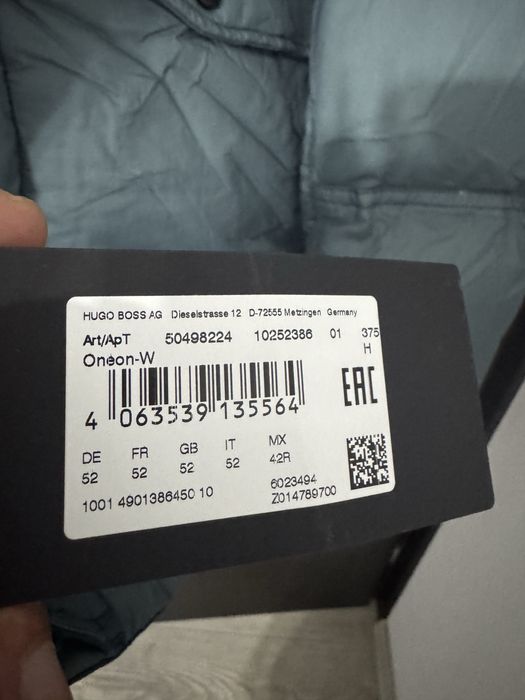 HUGO BOSS AG Dieselstrasse 12 D-72555 Metzingen Germany
Art/ApT 50498224 10252386 01 375
H
Oneon-W
EAC
4 063539 135564
DE FR GB IT MX
52 52 52 52 42R
1001 4901386450 10
6023494
Z014789700